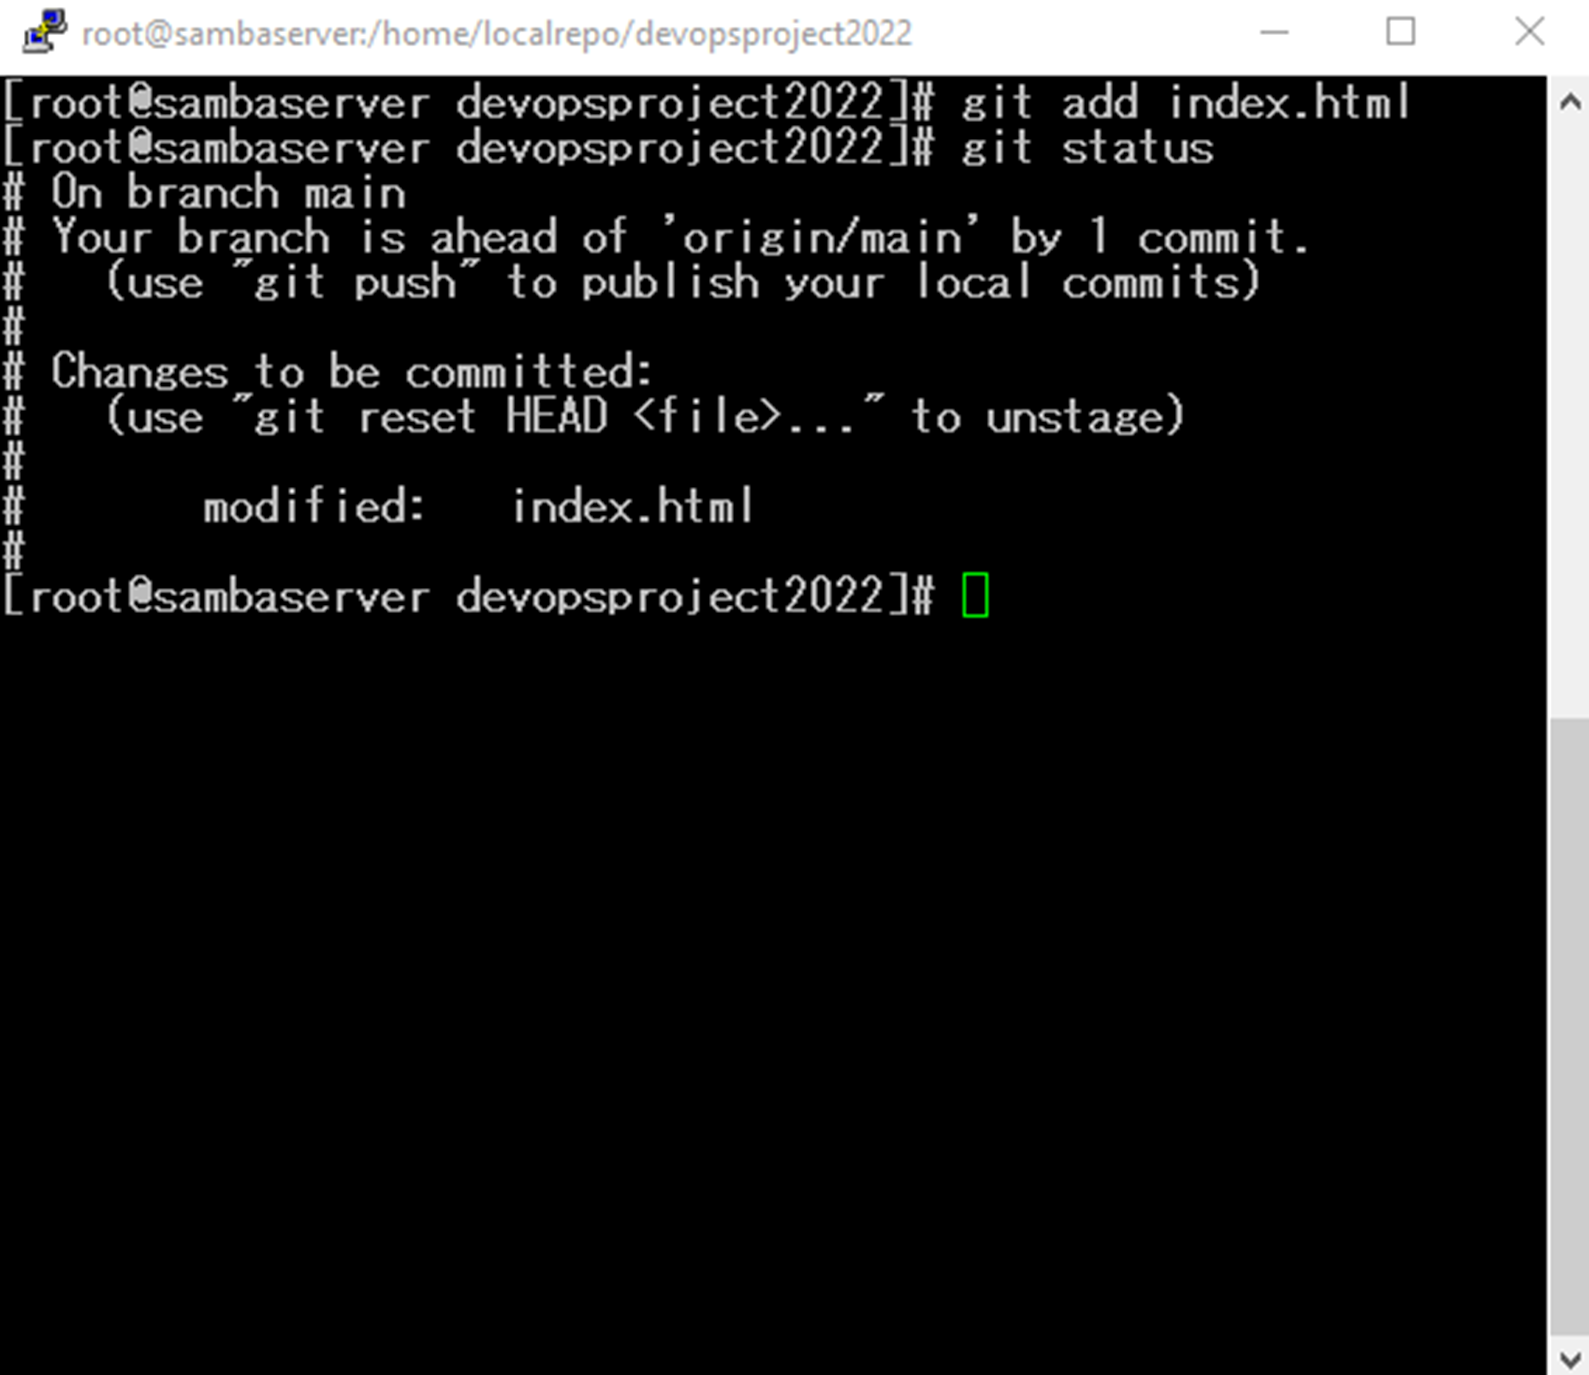 root@sambaserver:/home/localrepo/devopsproject2022
[root@sambaserver devopsproject2022]# git add index.html
[root@sambaserver devopsproject2022]# git status
# On branch main
# Your branch is ahead of 'origin/main' by 1 commit.
#   (use "git push" to publish your local commits)
#
# Changes to be committed:
#   (use "git reset HEAD <file>..." to unstage)
#
#       modified:   index.html
#
[root@sambaserver devopsproject2022]#